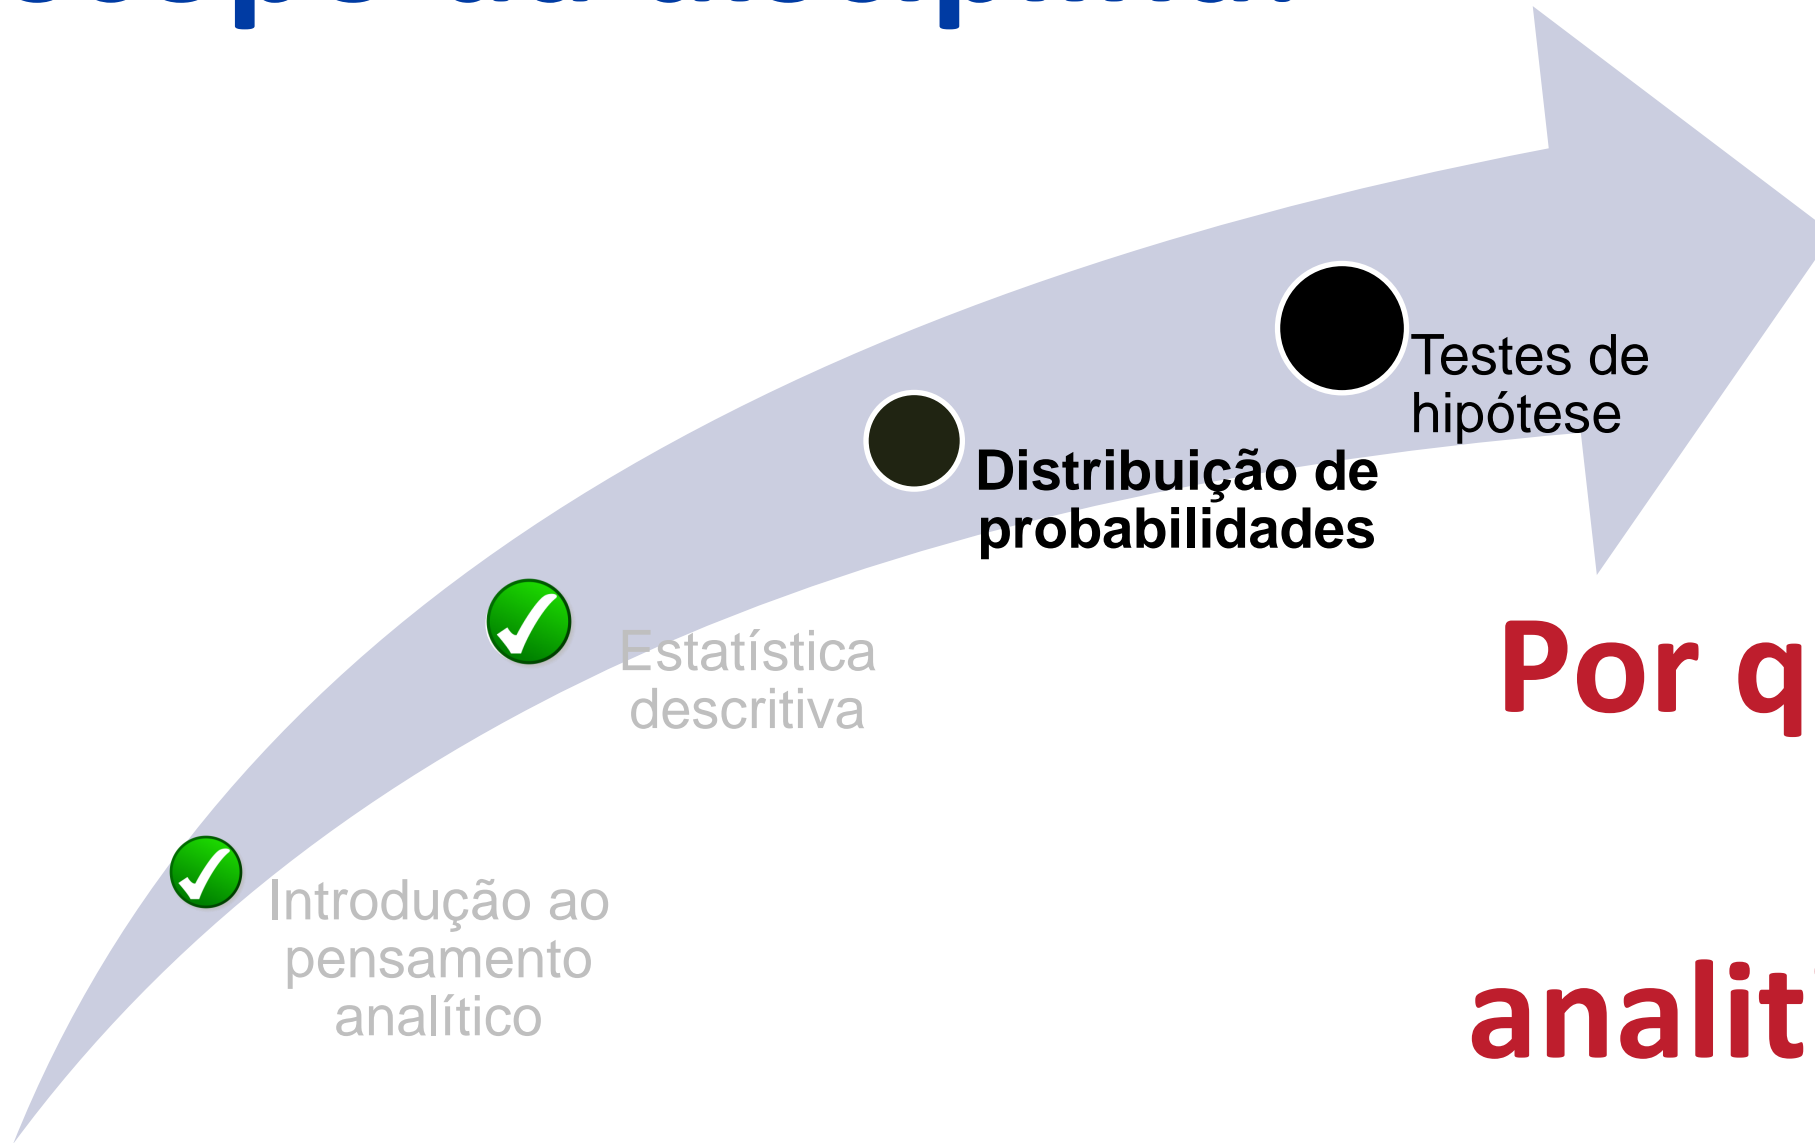 Testes de
hipótese
Distribuição de
probabilidades
Estatística
descritiva
Introdução ao
pensamento
analítico
Por q
analit